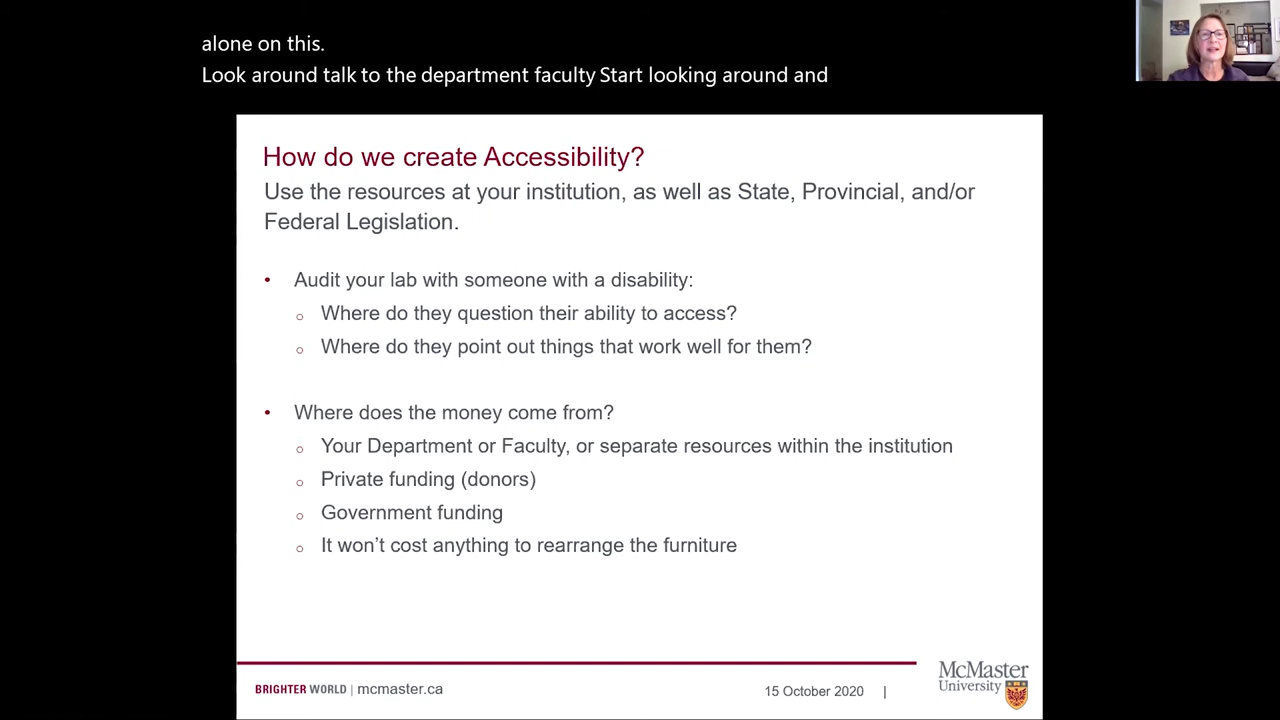 alone on this.
Look around talk to the department faculty Start looking around and
How do we create Accessibility?
Use the resources at your institution, as well as State, Provincial, and/or
Federal Legislation.
• Audit your lab with someone with a disability:
○ Where do they question their ability to access?
○ Where do they point out things that work well for them?
• Where does the money come from?
○ Your Department or Faculty, or separate resources within the institution
○ Private funding (donors)
○ Government funding
○ It won’t cost anything to rearrange the furniture
BRIGHTER WORLD | mcmaster.ca
15 October 2020 |
McMaster
University